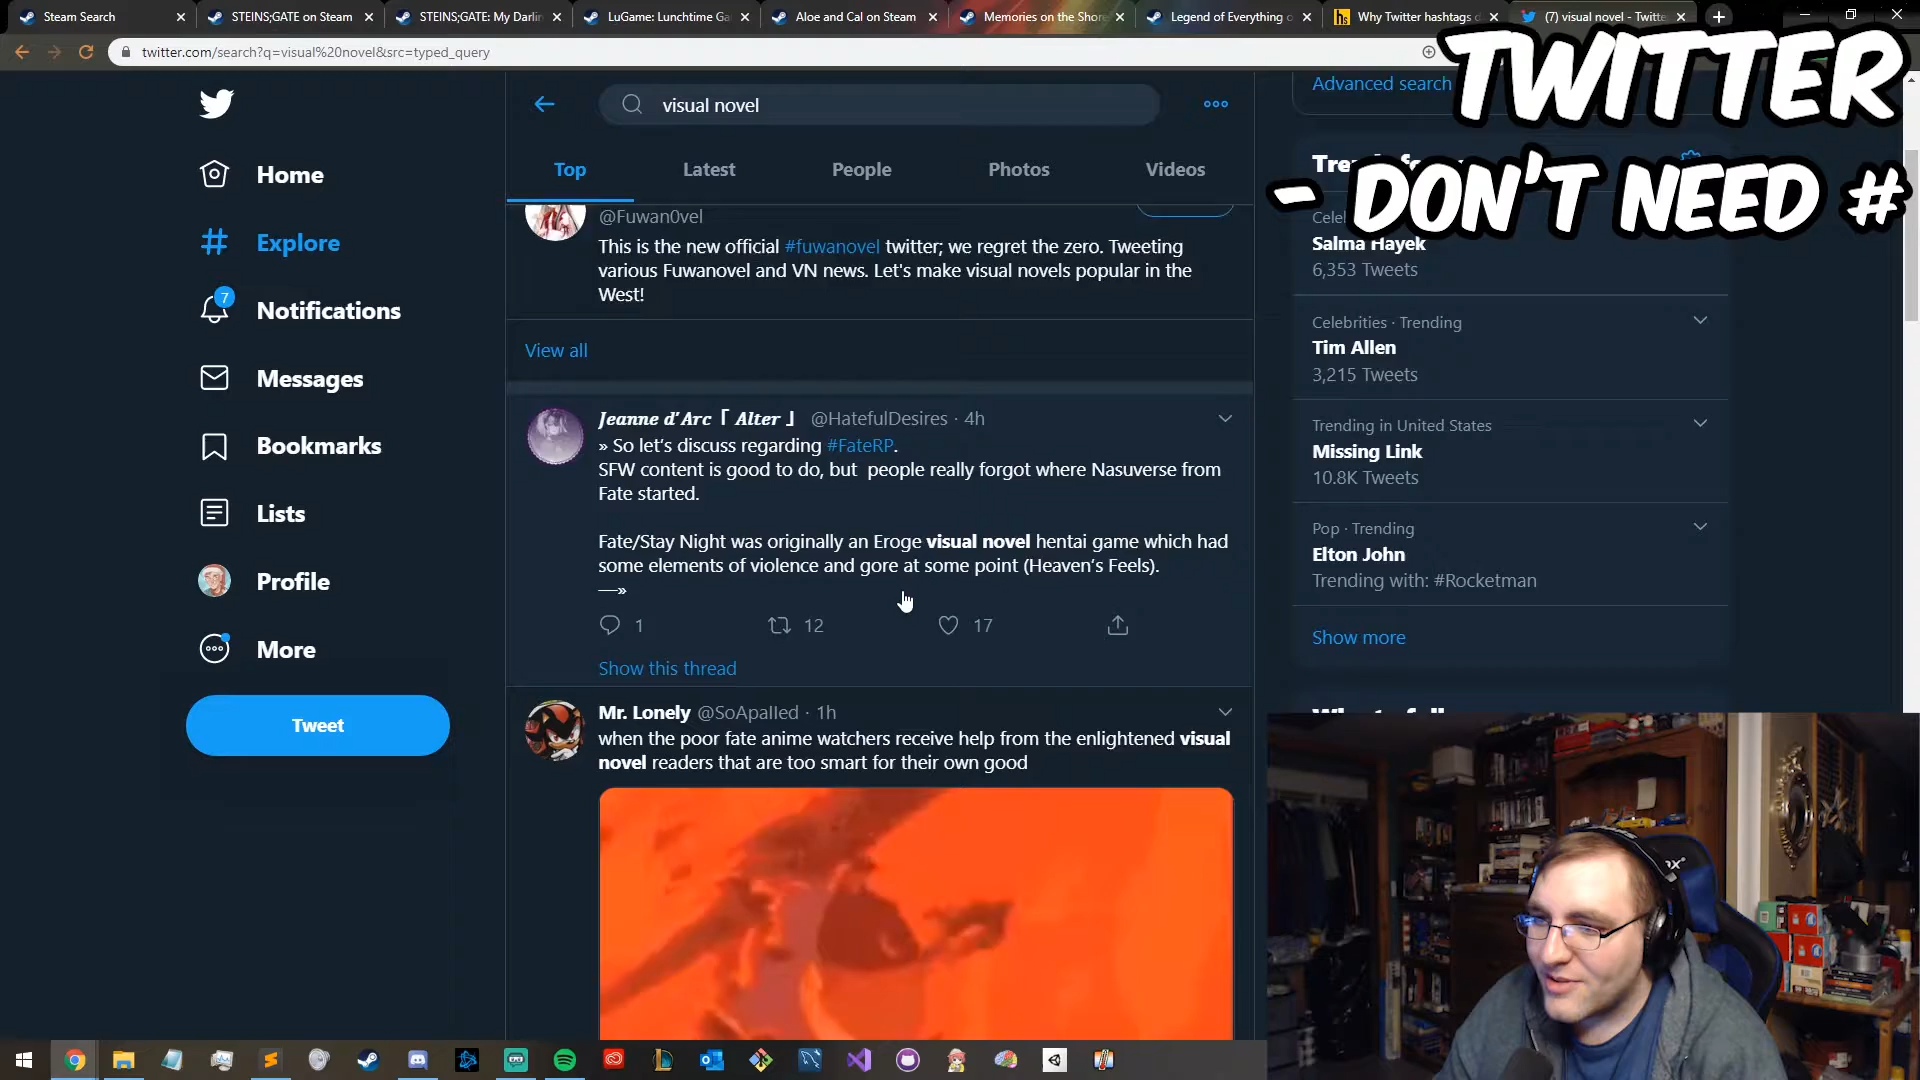 Steam Search
STEINS;GATE on Steam
STEINS;GATE: My Darlin
LuGame: Lunchtime Ga
Aloe and Cal on Steam
Memories on the Shore
Legend of Everything o
Why Twitter hashtags d
(7) visual novel - Twitte
twitter.com/search?q=visual%20novel&src=typed_query
TWITTER
- DON'T NEED #
Home
Explore
7
Notifications
Messages
Bookmarks
Lists
Profile
More
Tweet
visual novel
Top
Latest
People
Photos
Videos
@Fuwan0vel
This is the new official #fuwanovel twitter; we regret the zero. Tweeting
various Fuwanovel and VN news. Let's make visual novels popular in the
West!
View all
Jeanne d'Arc「 Alter 」 @HatefulDesires · 4h
» So let's discuss regarding #FateRP.
SFW content is good to do, but people really forgot where Nasuverse from
Fate started.
Fate/Stay Night was originally an Eroge visual novel hentai game which had
some elements of violence and gore at some point (Heaven's Feels).
—»
1
12
17
Show this thread
Mr. Lonely @SoApalled · 1h
when the poor fate anime watchers receive help from the enlightened visual
novel readers that are too smart for their own good
Advanced search
Salma Hayek
6,353 Tweets
Celebrities · Trending
Tim Allen
3,215 Tweets
Trending in United States
Missing Link
10.8K Tweets
Pop · Trending
Elton John
Trending with: #Rocketman
Show more